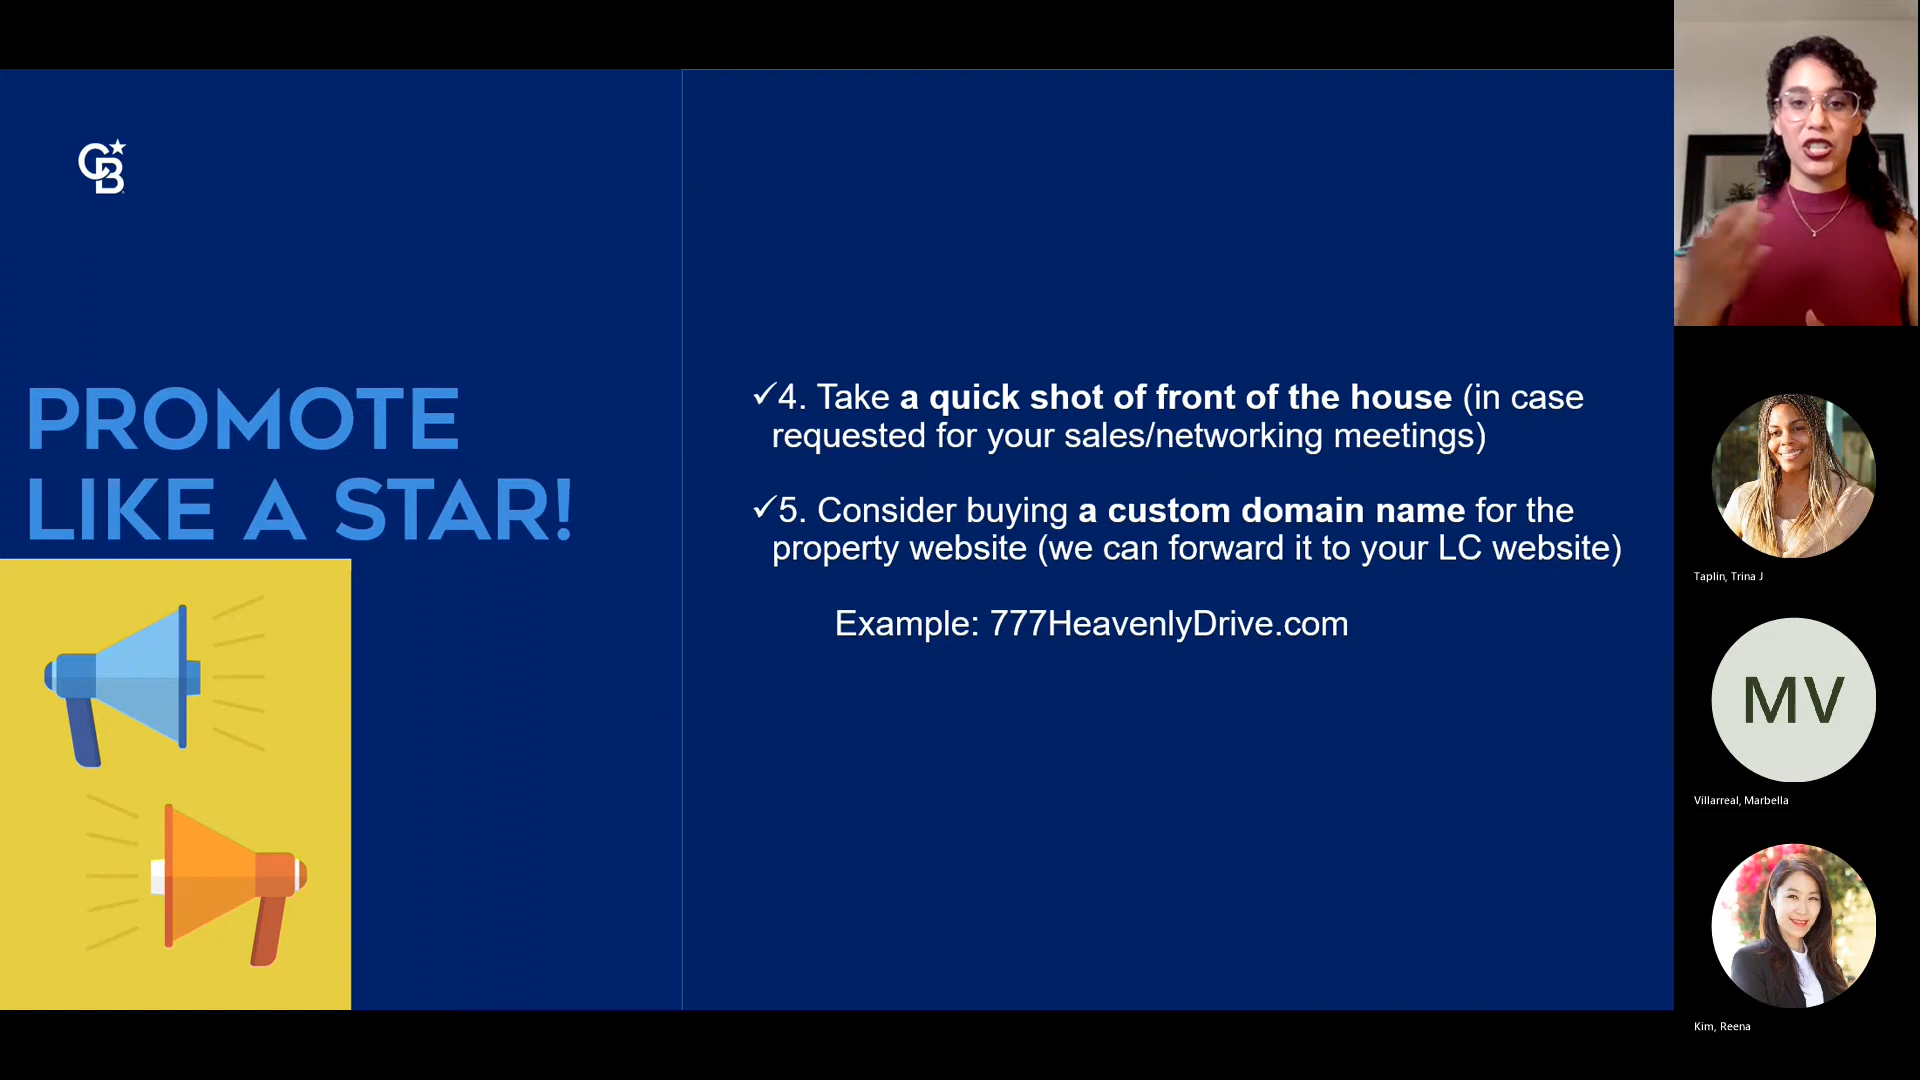 CB
PROMOTE
LIKE A STAR!
✓4. Take a quick shot of front of the house (in case
requested for your sales/networking meetings)
✓5. Consider buying a custom domain name for the
property website (we can forward it to your LC website)
Example: 777HeavenlyDrive.com
Taplin, Trina J
MV
Villarreal, Marbella
Kim, Reena